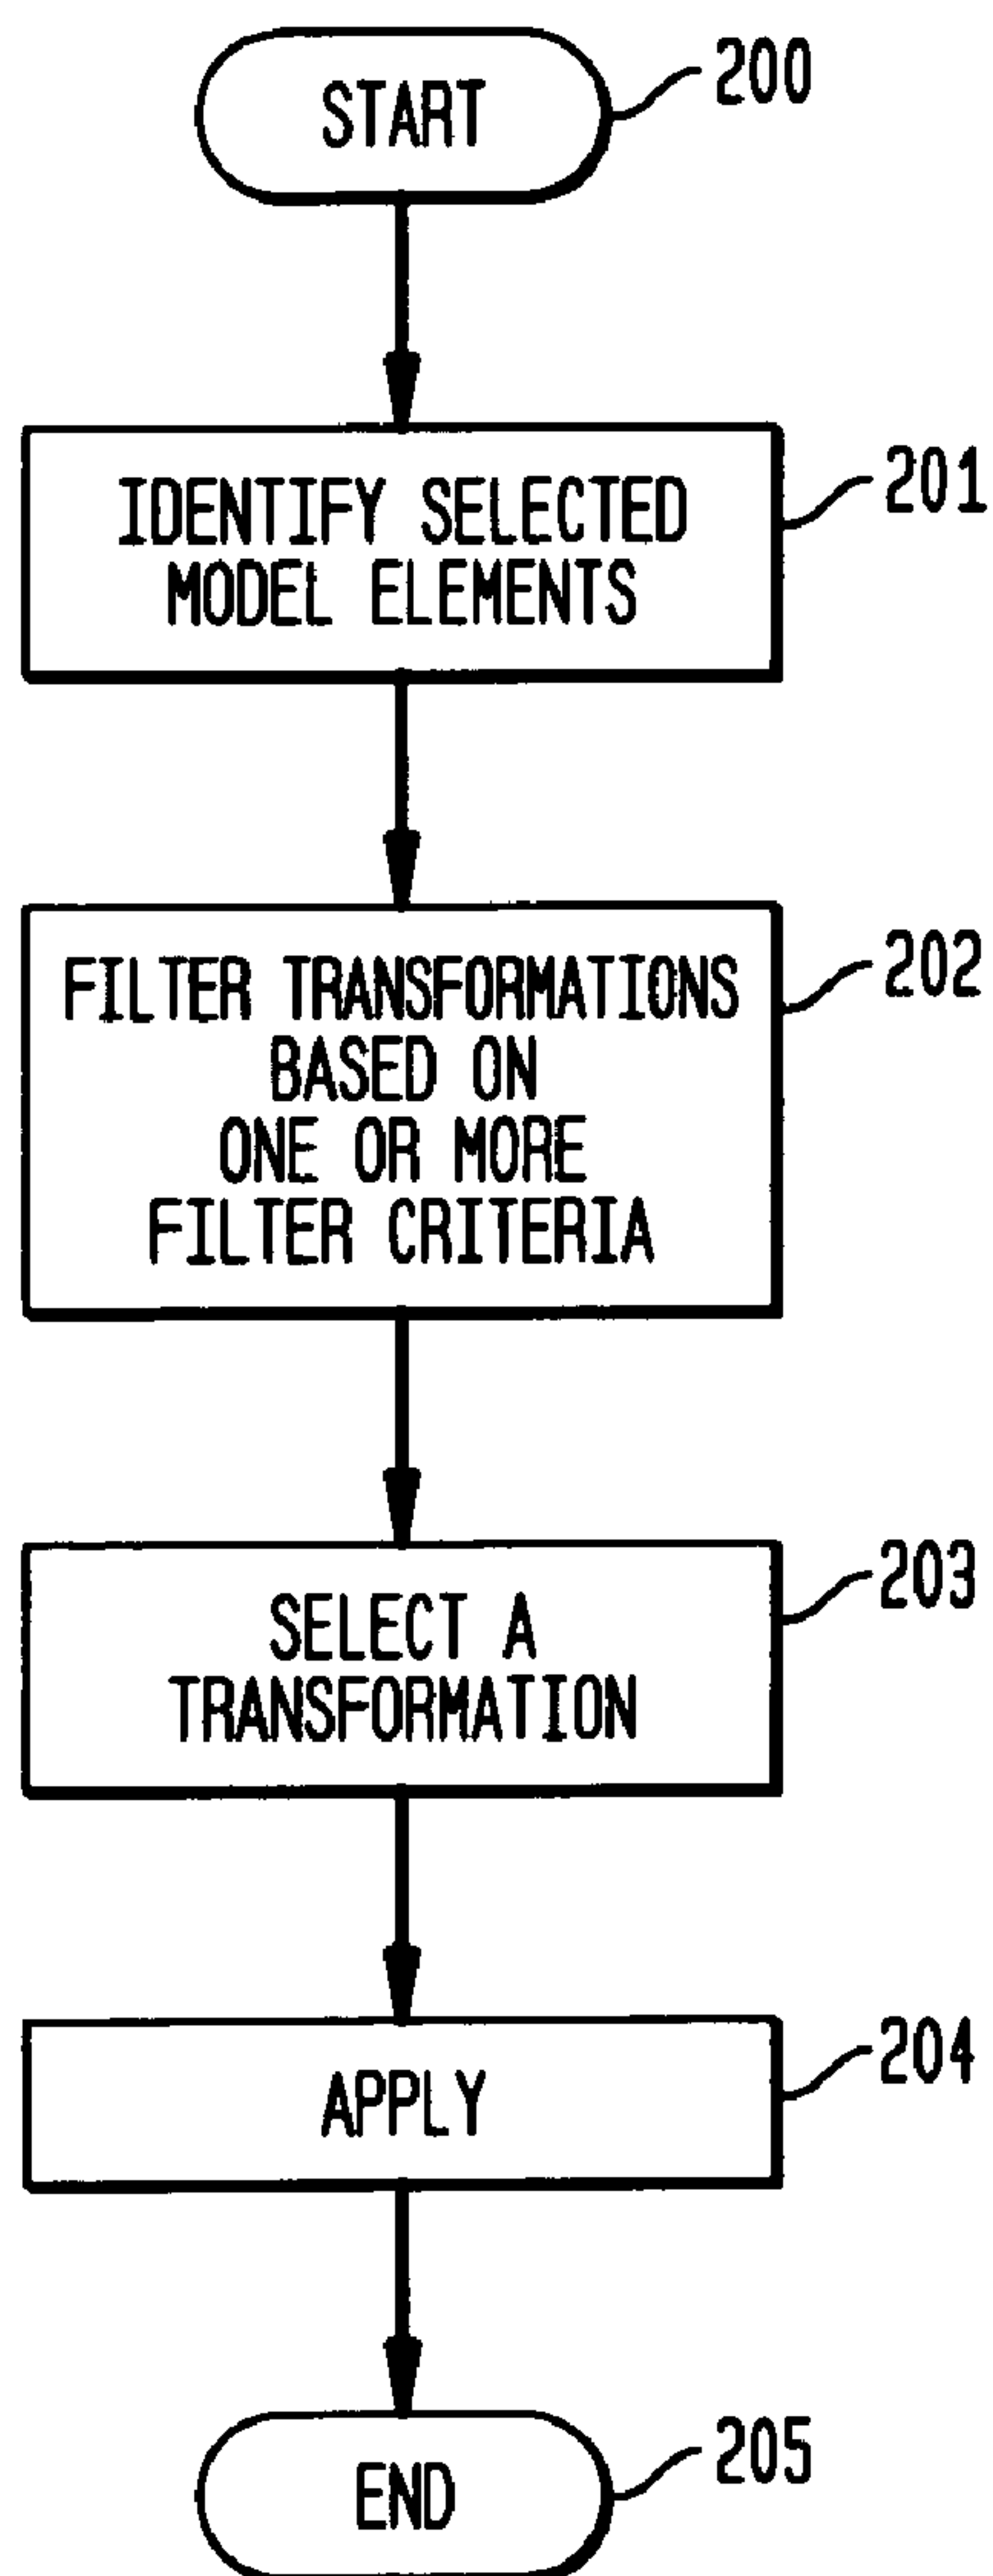 START
200
IDENTIFY SELECTED
MODEL ELEMENTS
201
FILTER TRANSFORMATIONS
BASED ON
ONE OR MORE
FILTER CRITERIA
202
SELECT A
TRANSFORMATION
203
APPLY
204
END
205